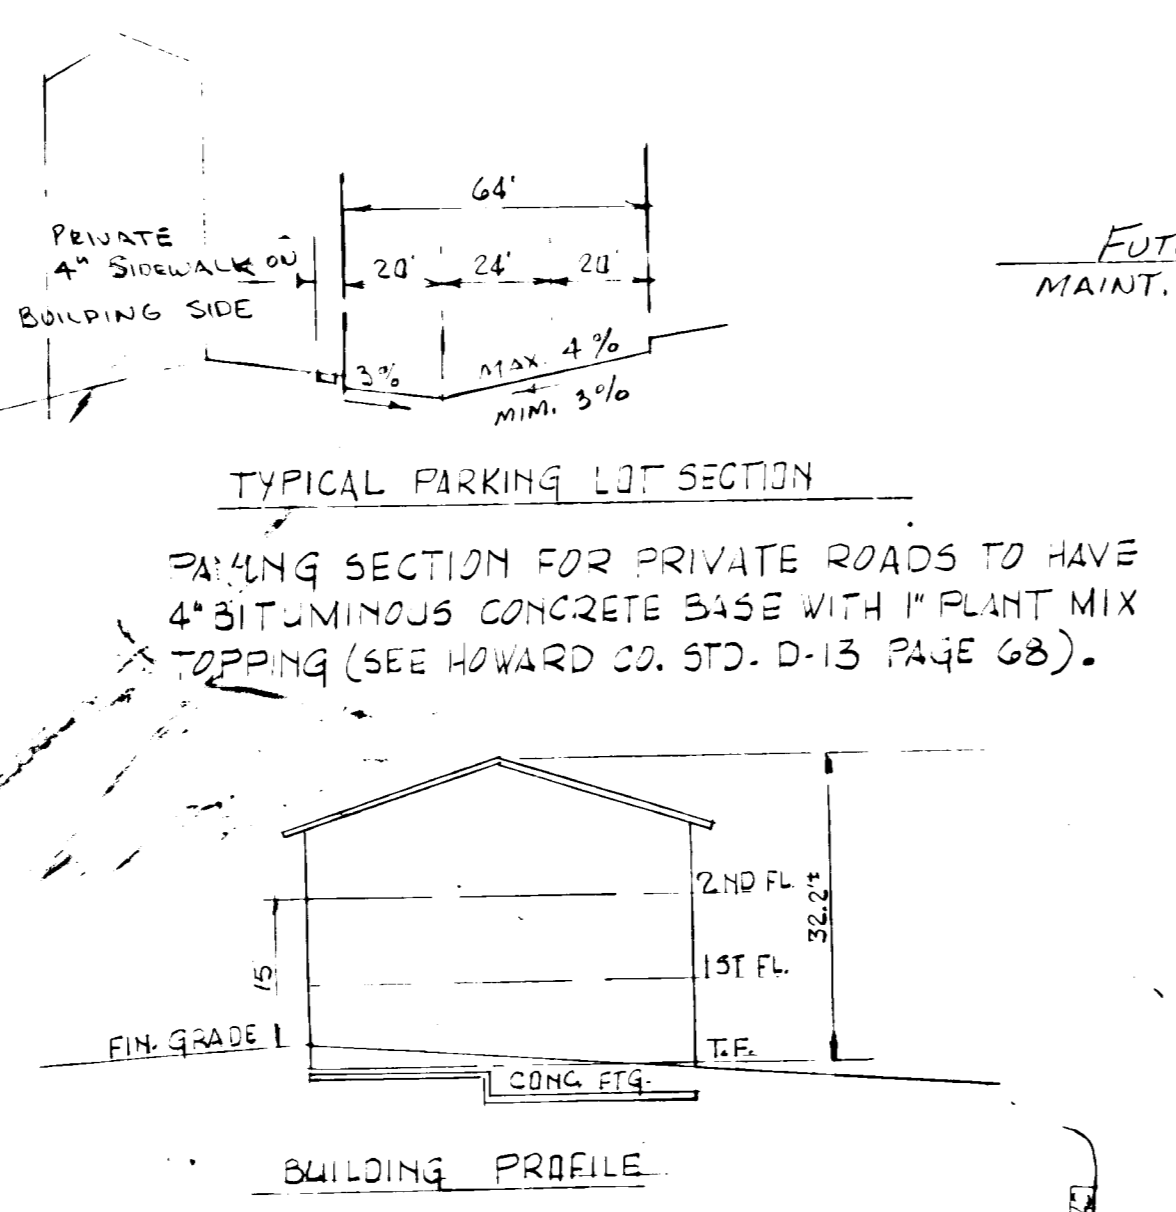 64'
PRIVATE
4" SIDEWALK ON
BUILDING SIDE
20' 24' 20'
3%
MAX. 4%
MIM. 3%
FUT
MAINT.
TYPICAL PARKING LOT SECTION
PAVING SECTION FOR PRIVATE ROADS TO HAVE
4" BITUMINOUS CONCRETE BASE WITH 1" PLANT MIX
TOPPING (SEE HOWARD CO. STD. D-13 PAGE 68).
2ND FL.
32.2'±
15
1ST FL.
FIN. GRADE
T.F.
CONC. FTG.
BUILDING PROFILE